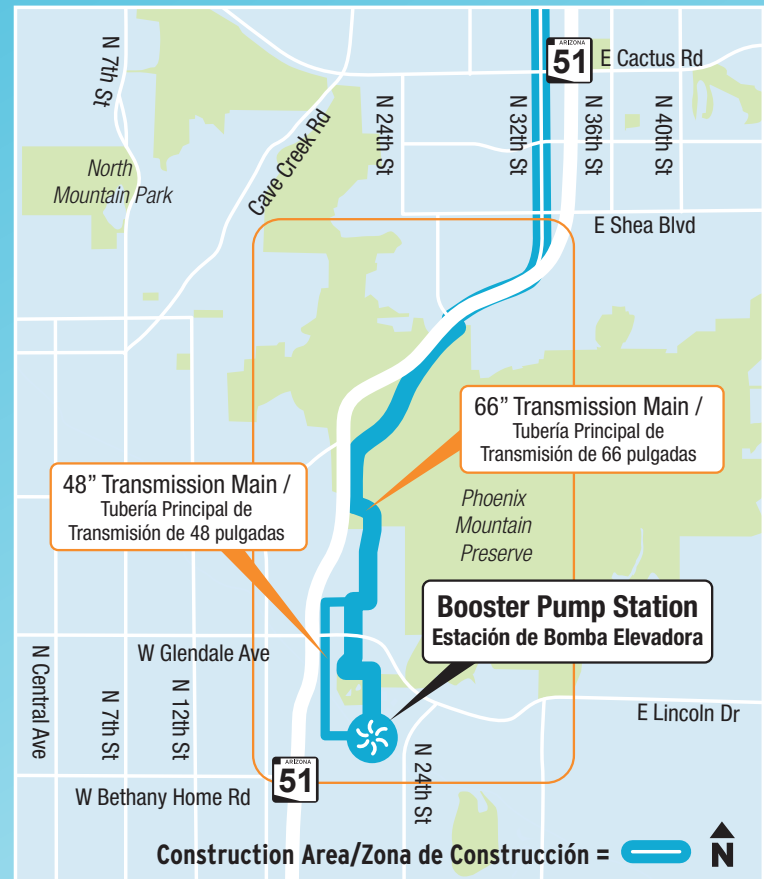 N 7th St
ARIZONA
51
E Cactus Rd
North
Mountain Park
Cave Creek Rd
N 24th St
N 32th St
N 36th St
N 40th St
E Shea Blvd
66” Transmission Main /
Tubería Principal de
Transmisión de 66 pulgadas
48” Transmission Main /
Tubería Principal de
Transmisión de 48 pulgadas
Phoenix
Mountain
Preserve
Booster Pump Station
Estación de Bomba Elevadora
W Glendale Ave
N Central Ave
N 7th St
N 12th St
E Lincoln Dr
N 24th St
ARIZONA
51
W Bethany Home Rd
Construction Area/Zona de Construcción =
N